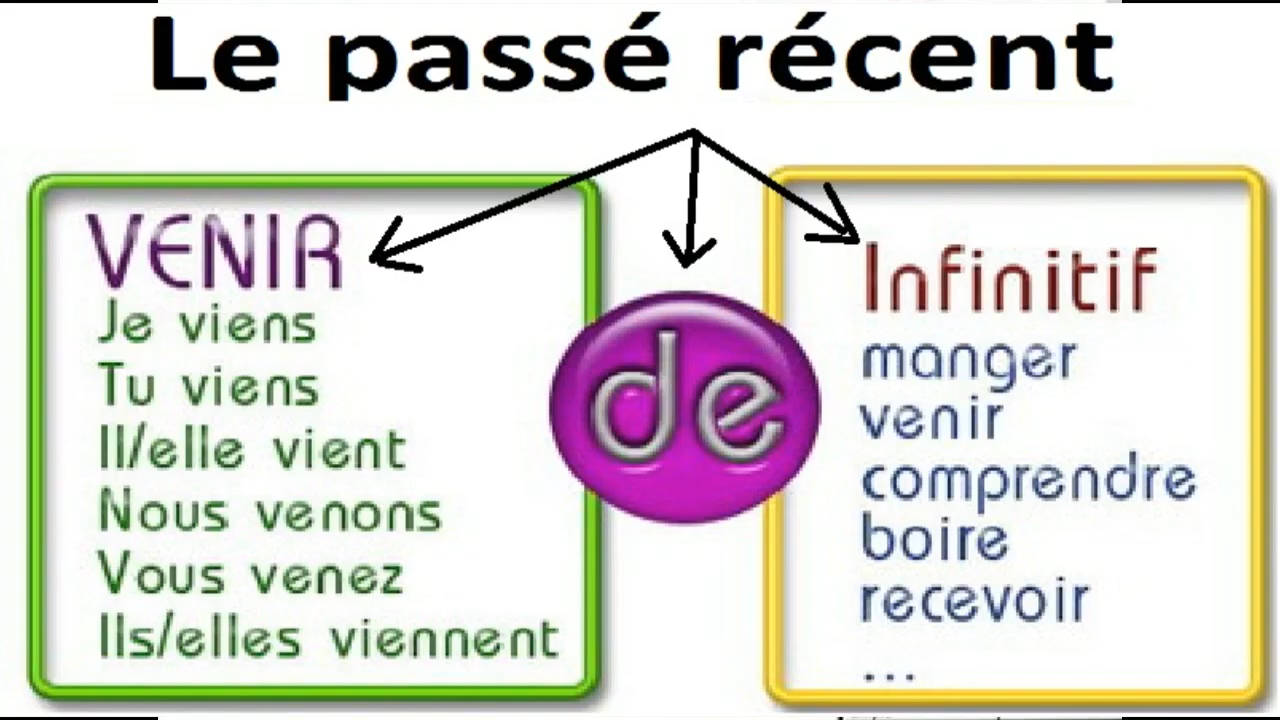 Le passé récent
VENIR
Je viens
Tu viens
Il/elle vient
Nous venons
Vous venez
Ils/elles viennent
de
Infinitif
manger
venir
comprendre
boire
recevoir
...